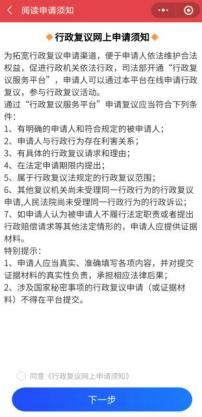 阅读申请须知
行政复议网上申请须知
为拓宽行政复议申请渠道，便于申请人依法维护合法
权益，促进行政机关依法行政，司法部开通“行政复
议服务平台”，申请人可以通过本平台在线申请行政
复议，参与行政复议活动。
通过“行政复议服务平台”申请复议应当符合下列条
件：
1、有明确的申请人和符合规定的被申请人；
2、申请人与行政行为存在利害关系；
3、有具体的行政复议请求和理由；
4、在法定申请期限内提出；
5、属于行政复议法规定的行政复议范围；
6、其他复议机关尚未受理同一行政行为的行政复议
申请,人民法院尚未受理同一行政行为的行政诉讼；
7、如申请人认为被申请人不履行法定职责或者提出
行政赔偿请求等其他法定情形的，申请人应提供证据
材料。
特别提示：
1、申请人应当真实、准确填写各项内容，并对提交
证据材料的真实性负责，承担相应法律后果；
2、涉及国家秘密事项的行政复议申请（或证据材
料）不得在平台提交。
同意《行政复议网上申请须知》
下一步